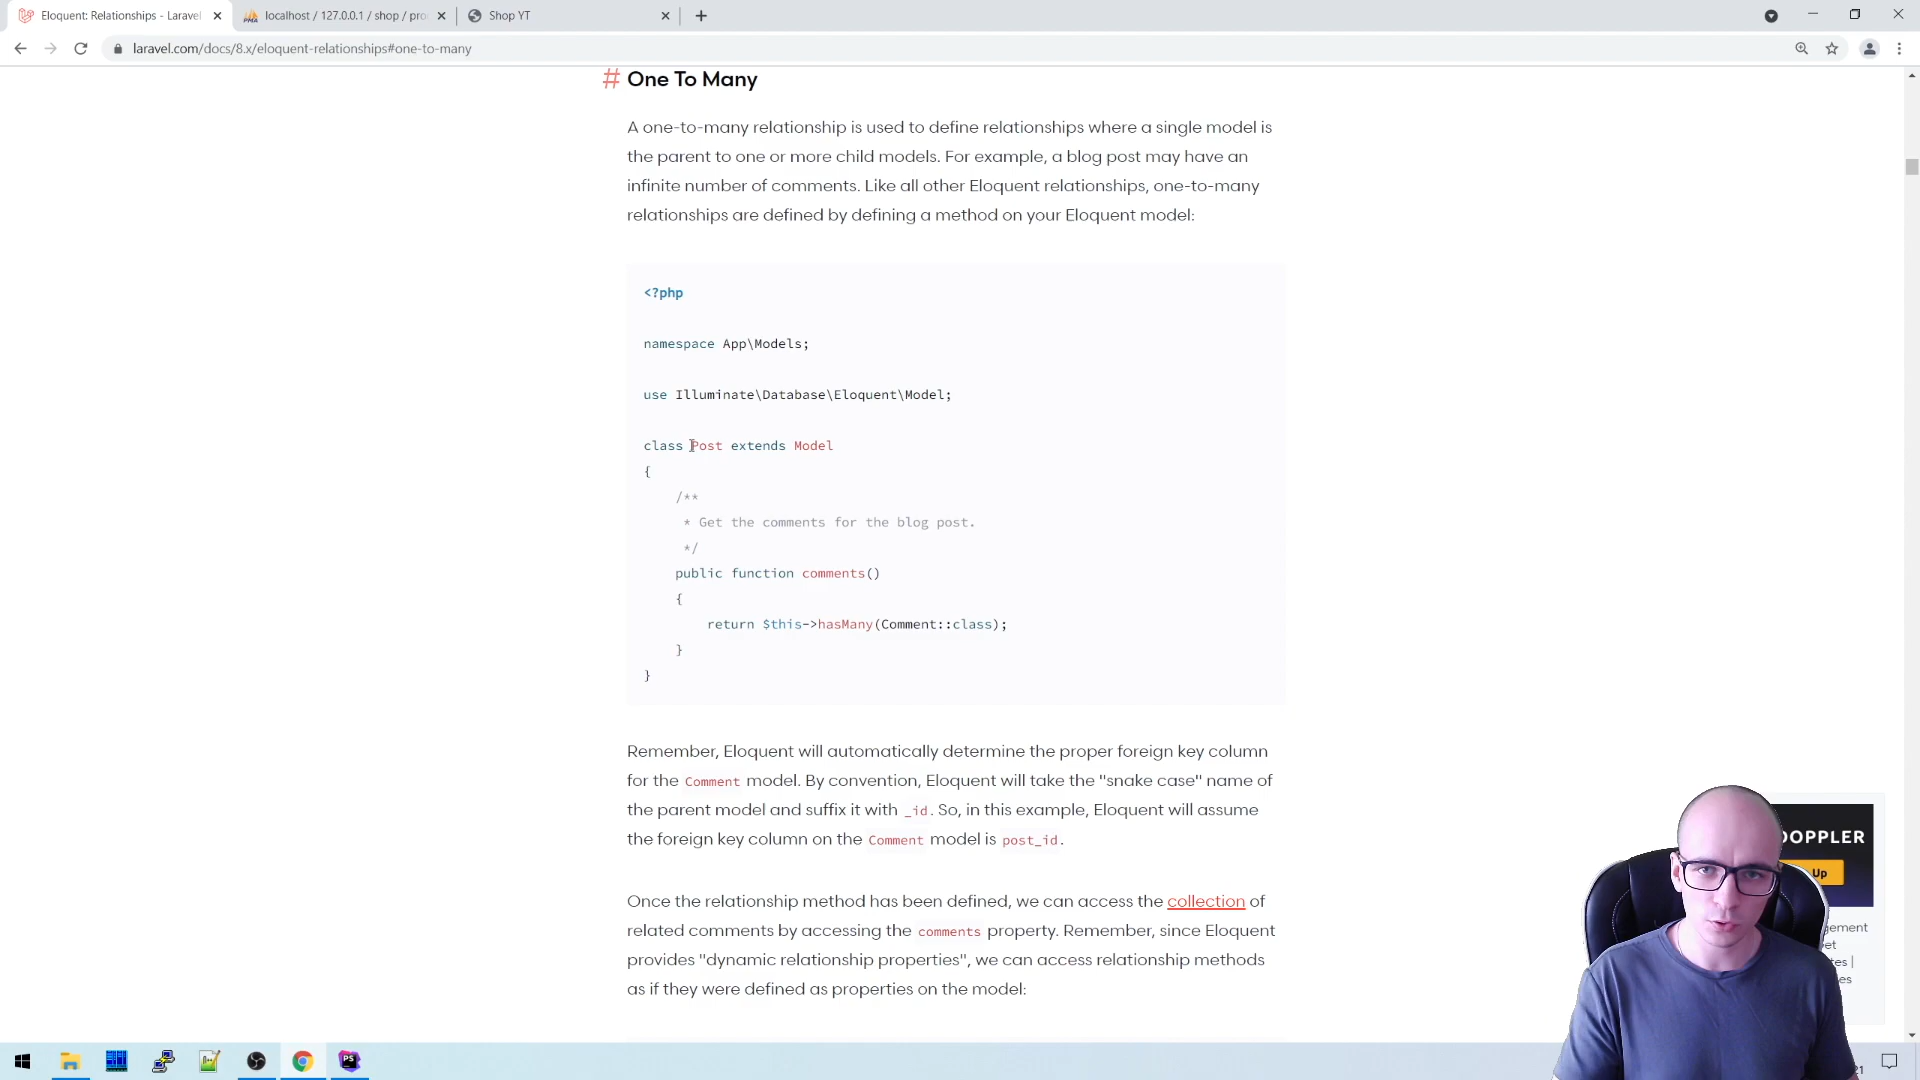 Eloquent: Relationships - Laravel
localhost / 127.0.0.1 / shop / pro
Shop YT
laravel.com/docs/8.x/eloquent-relationships#one-to-many
# One To Many
A one-to-many relationship is used to define relationships where a single model is
the parent to one or more child models. For example, a blog post may have an
infinite number of comments. Like all other Eloquent relationships, one-to-many
relationships are defined by defining a method on your Eloquent model:
<?php
namespace App\Models;
use Illuminate\Database\Eloquent\Model;
class Post extends Model
{
/**
* Get the comments for the blog post.
*/
public function comments()
{
return $this->hasMany(Comment::class);
}
}
Remember, Eloquent will automatically determine the proper foreign key column
for the Comment model. By convention, Eloquent will take the "snake case" name of
the parent model and suffix it with _id. So, in this example, Eloquent will assume
the foreign key column on the Comment model is post_id.
Once the relationship method has been defined, we can access the collection of
related comments by accessing the comments property. Remember, since Eloquent
provides "dynamic relationship properties", we can access relationship methods
as if they were defined as properties on the model:
DOPPLER
Up
PS
21